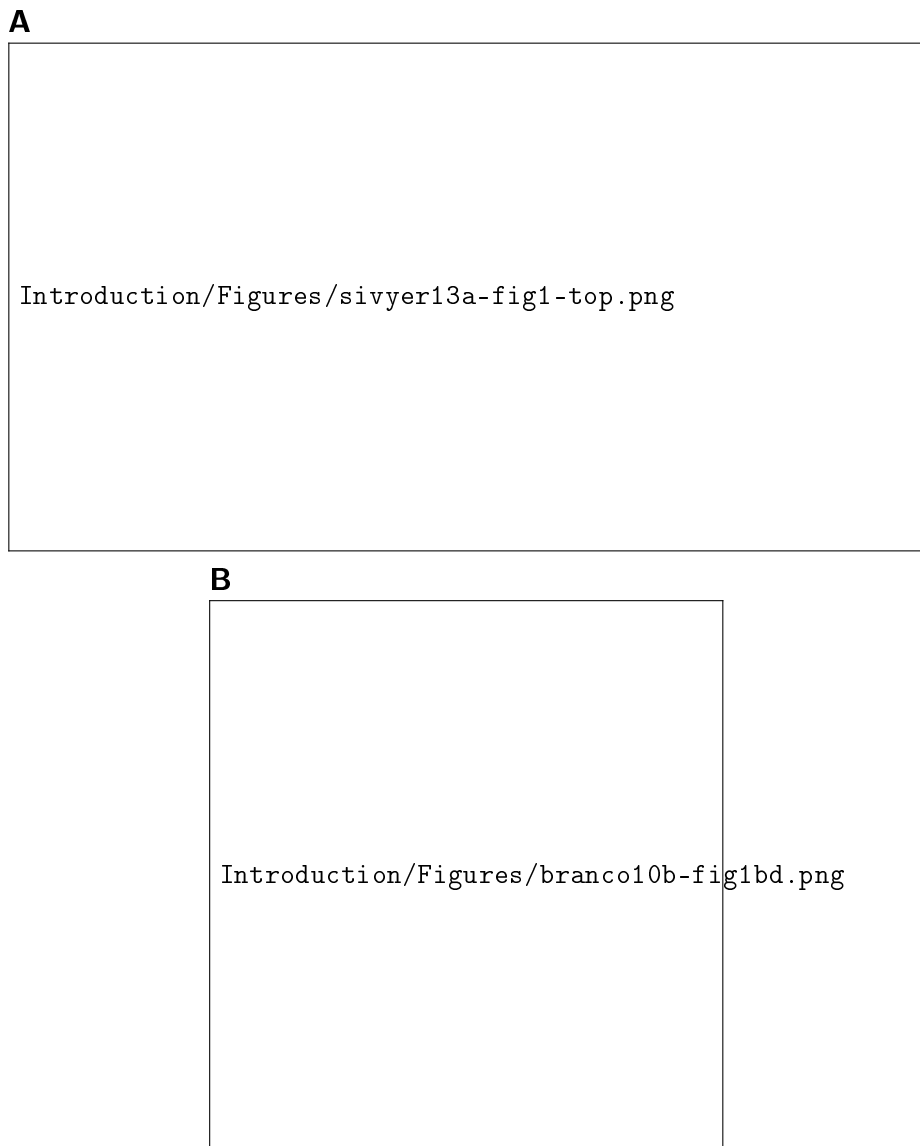 A
Introduction/Figures/sivyer13a-fig1-top.png
B
Introduction/Figures/branco10b-fig1bd.png